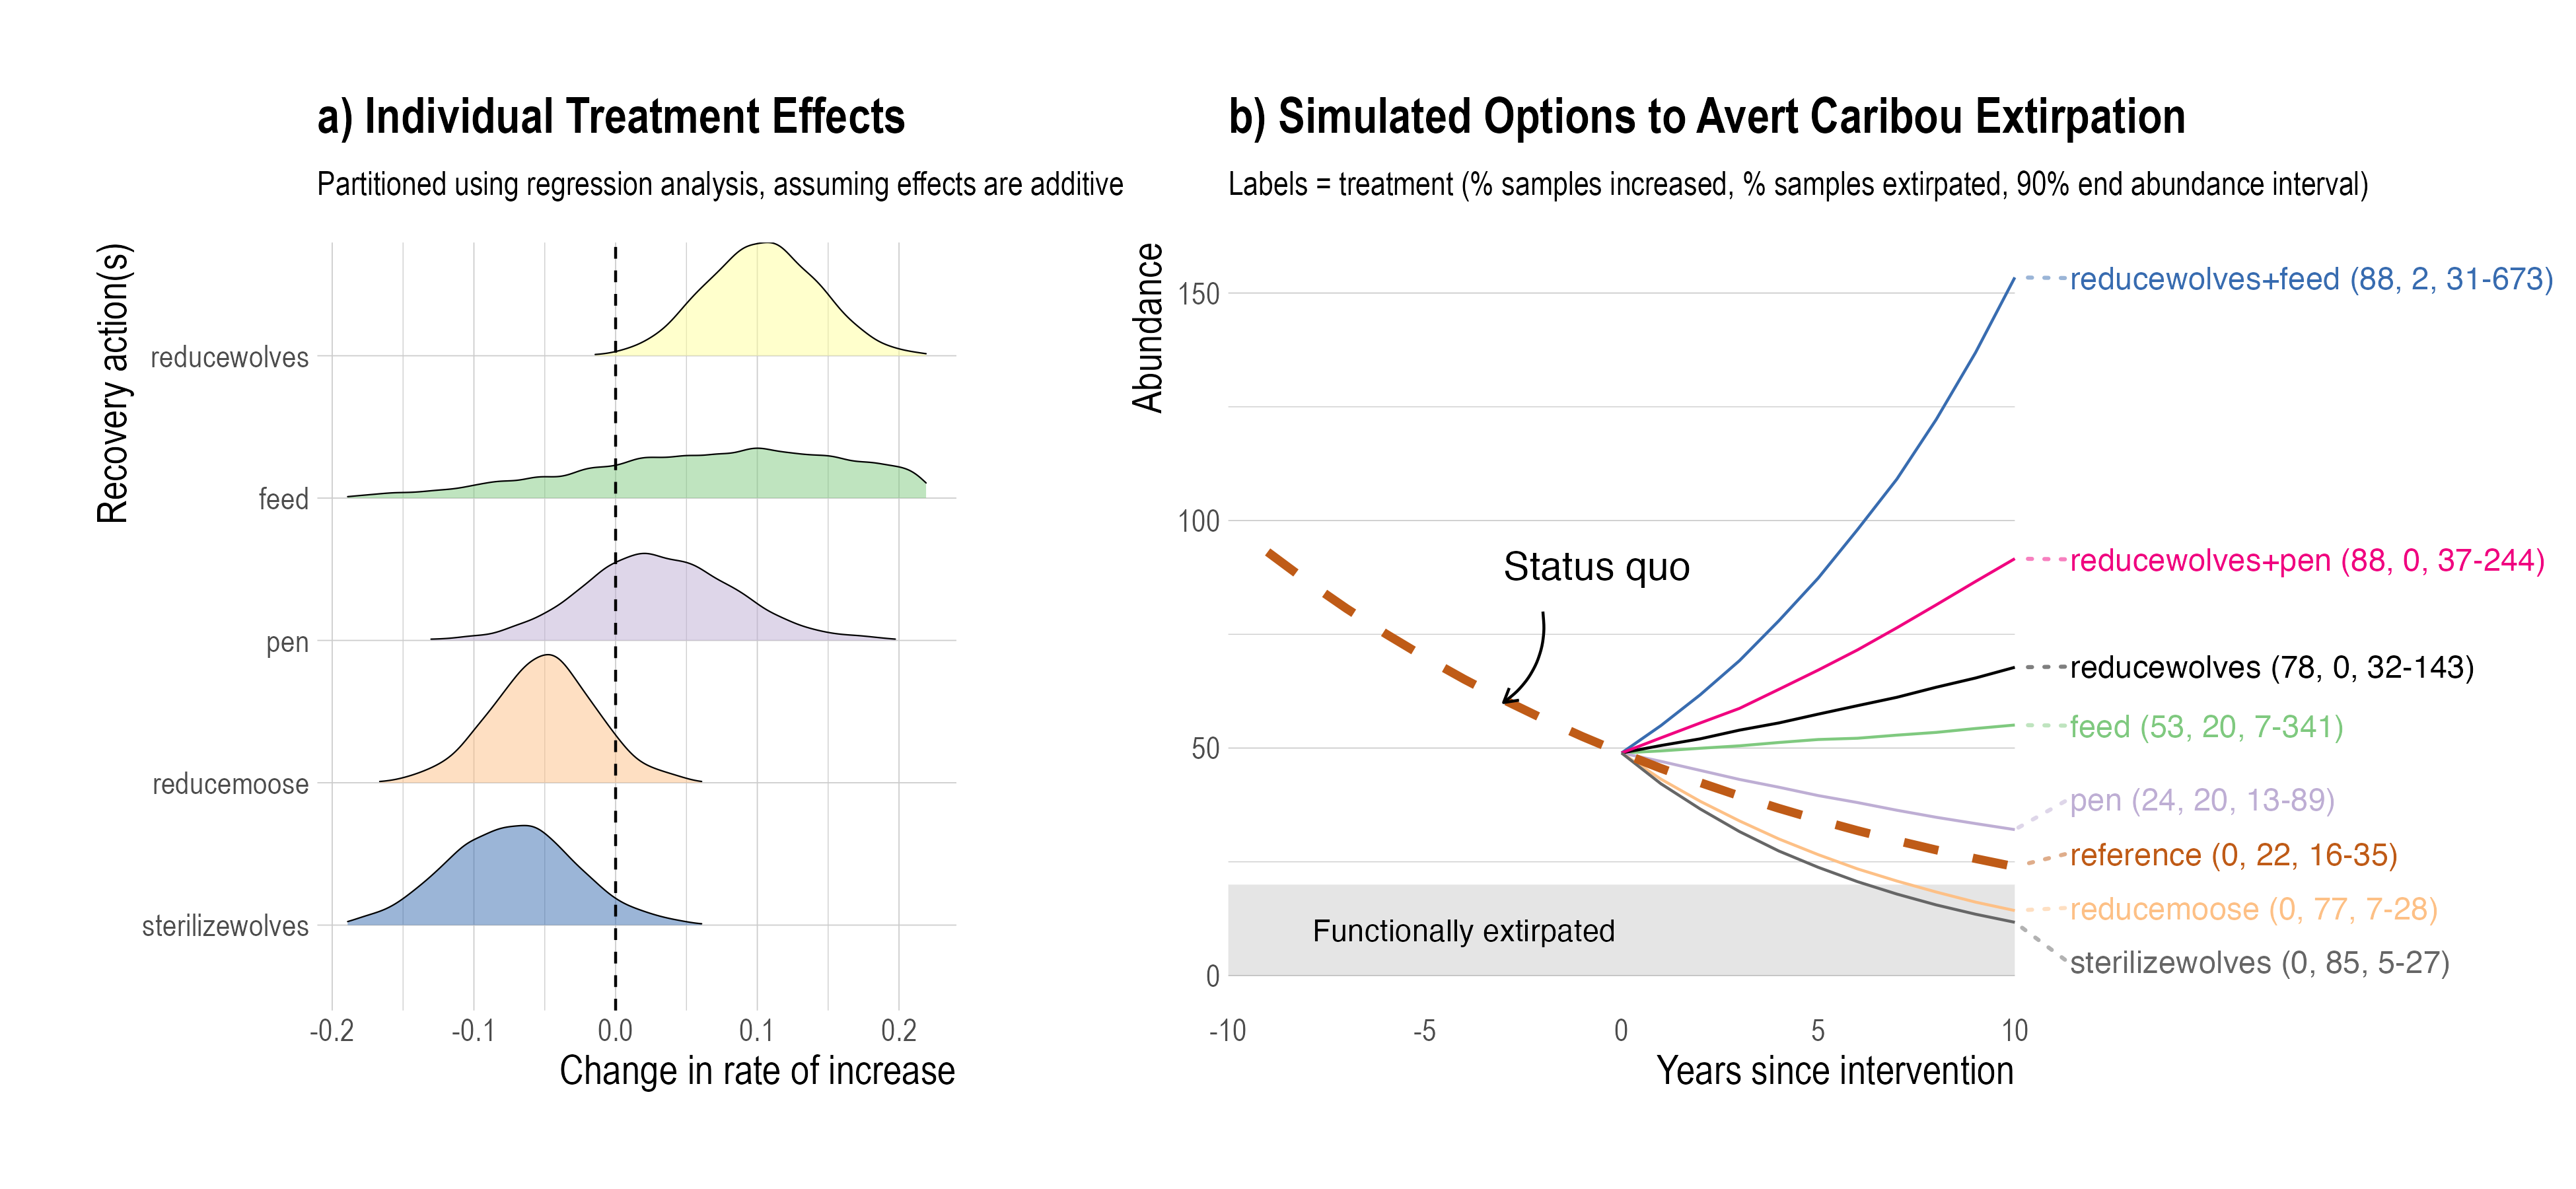 a) Individual Treatment Effects
Partitioned using regression analysis, assuming effects are additive
Recovery action(s)
reducewolves
feed
pen
reducemoose
sterilizewolves
-0.2
-0.1
0.0
0.1
0.2
Change in rate of increase
b) Simulated Options to Avert Caribou Extirpation
Labels = treatment (% samples increased, % samples extirpated, 90% end abundance interval)
Abundance
150
100
50
0
Status quo
Functionally extirpated
reducewolves+feed (88, 2, 31-673)
reducewolves+pen (88, 0, 37-244)
reducewolves (78, 0, 32-143)
feed (53, 20, 7-341)
pen (24, 20, 13-89)
reference (0, 22, 16-35)
reducemoose (0, 77, 7-28)
sterilizewolves (0, 85, 5-27)
-10
-5
0
5
10
Years since intervention